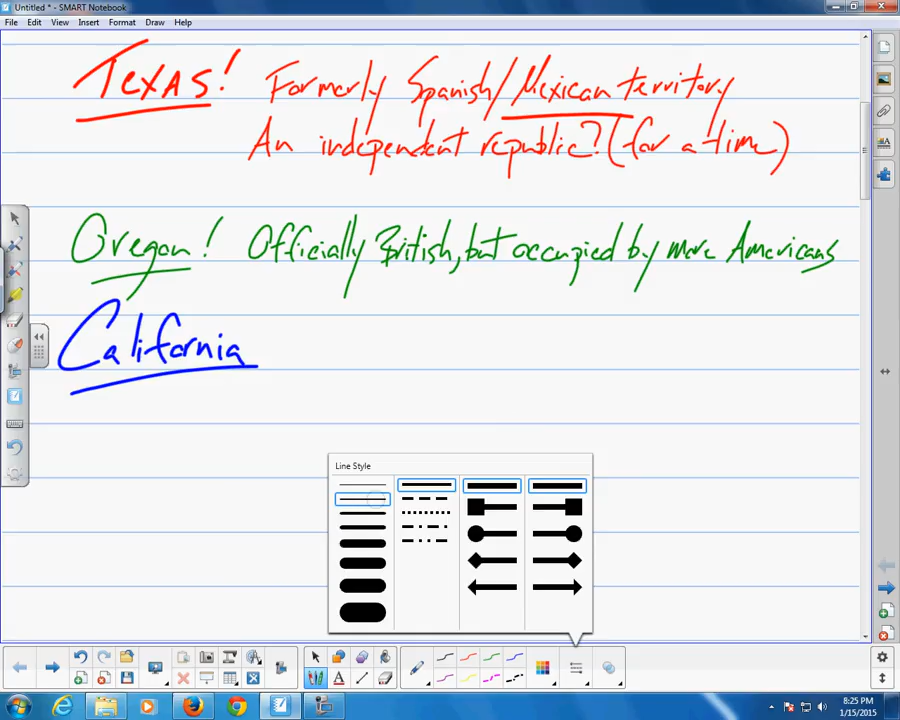 Untitled * - SMART Notebook
File Edit View Insert Format Draw Help
Texas! Formerly Spanish/Mexican territory
An independent republic? (for a time)
Oregon! Officially British, but occupied by more Americans
California
Line Style
8:25 PM
1/15/2015